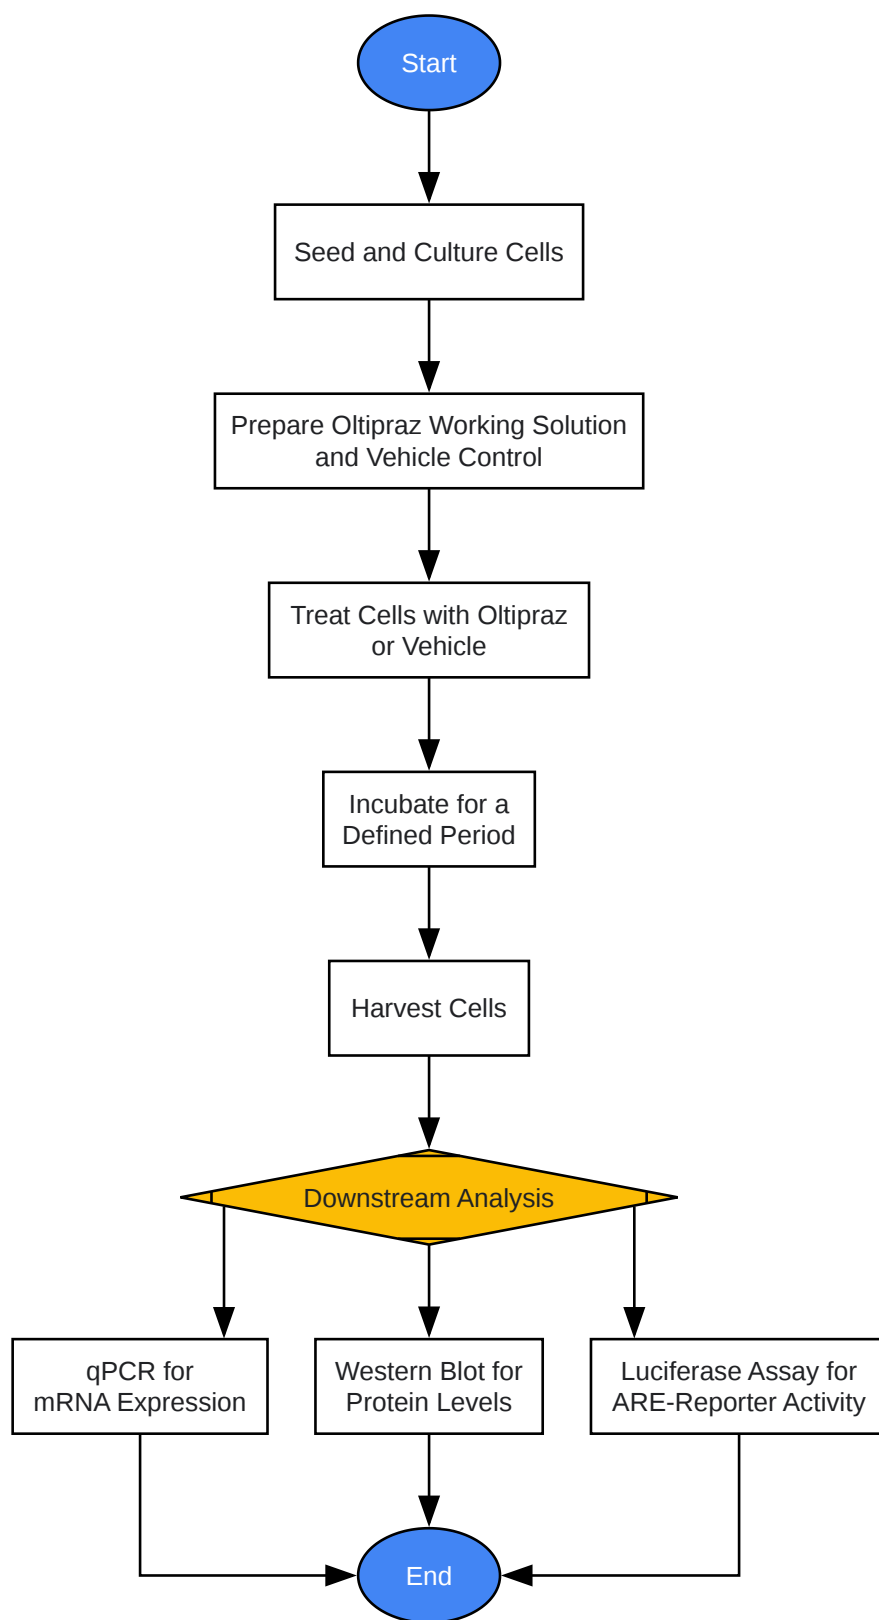 Start
Seed and Culture Cells
Prepare Oltipraz Working Solution
and Vehicle Control
Treat Cells with Oltipraz
or Vehicle
Incubate for a
Defined Period
Harvest Cells
Downstream Analysis
qPCR for
mRNA Expression
Western Blot for
Protein Levels
Luciferase Assay for
ARE-Reporter Activity
End